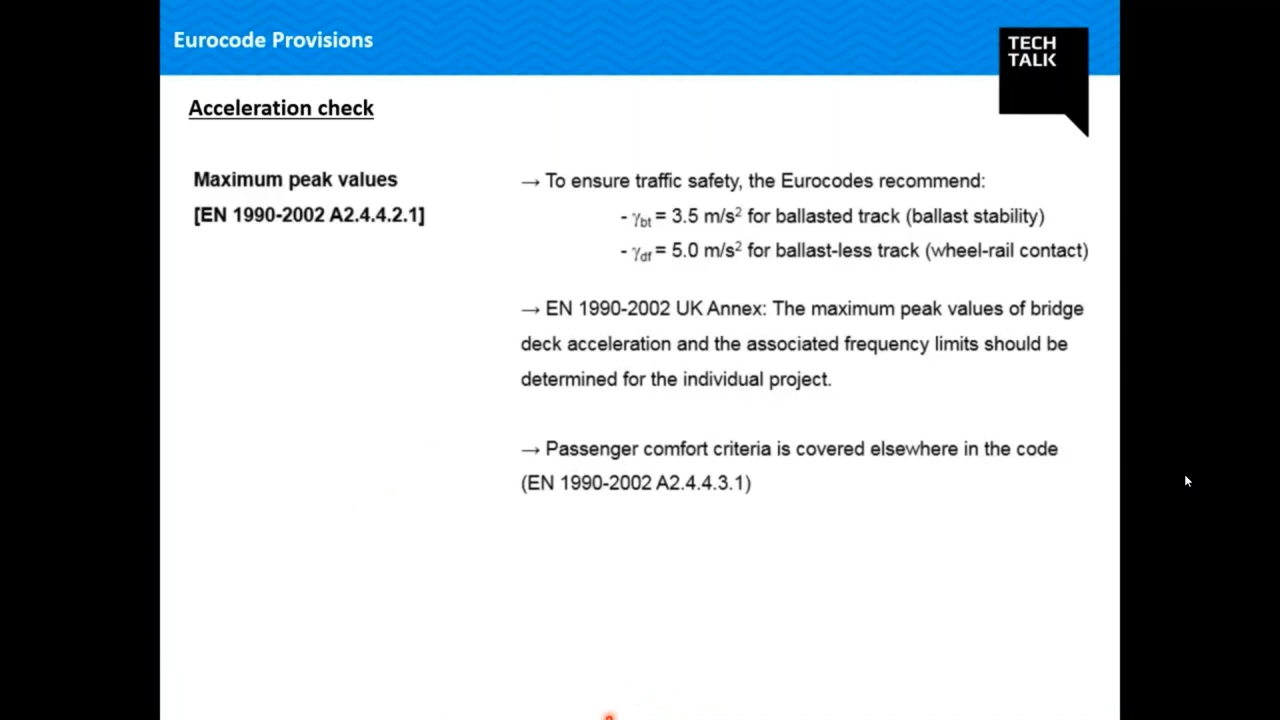 Eurocode Provisions
TECH
TALK
Acceleration check
Maximum peak values
[EN 1990-2002 A2.4.4.2.1]
→ To ensure traffic safety, the Eurocodes recommend:
- γbt = 3.5 m/s² for ballasted track (ballast stability)
- γdf = 5.0 m/s² for ballast-less track (wheel-rail contact)
→ EN 1990-2002 UK Annex: The maximum peak values of bridge
deck acceleration and the associated frequency limits should be
determined for the individual project.
→ Passenger comfort criteria is covered elsewhere in the code
(EN 1990-2002 A2.4.4.3.1)